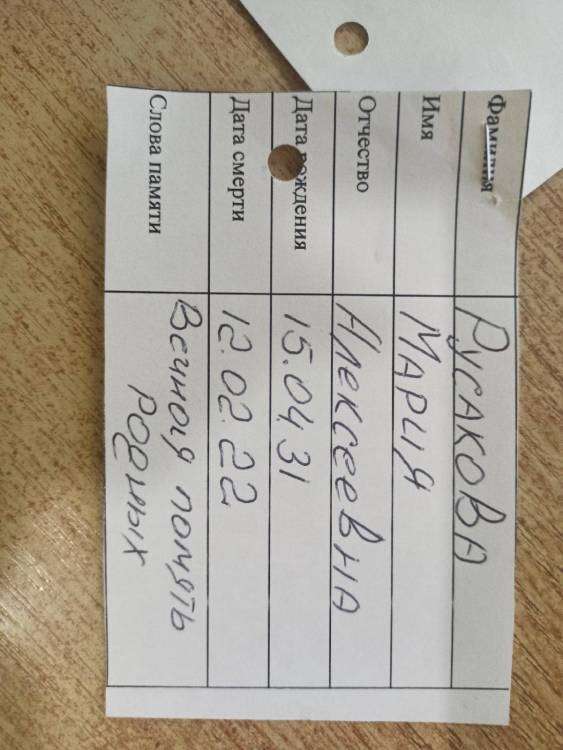 Фамилия Русакова
Имя Мария
Отчество Алексеевна
Дата рождения 15.04.31
Дата смерти 12.02.22
Слова памяти Вечная помять
родных